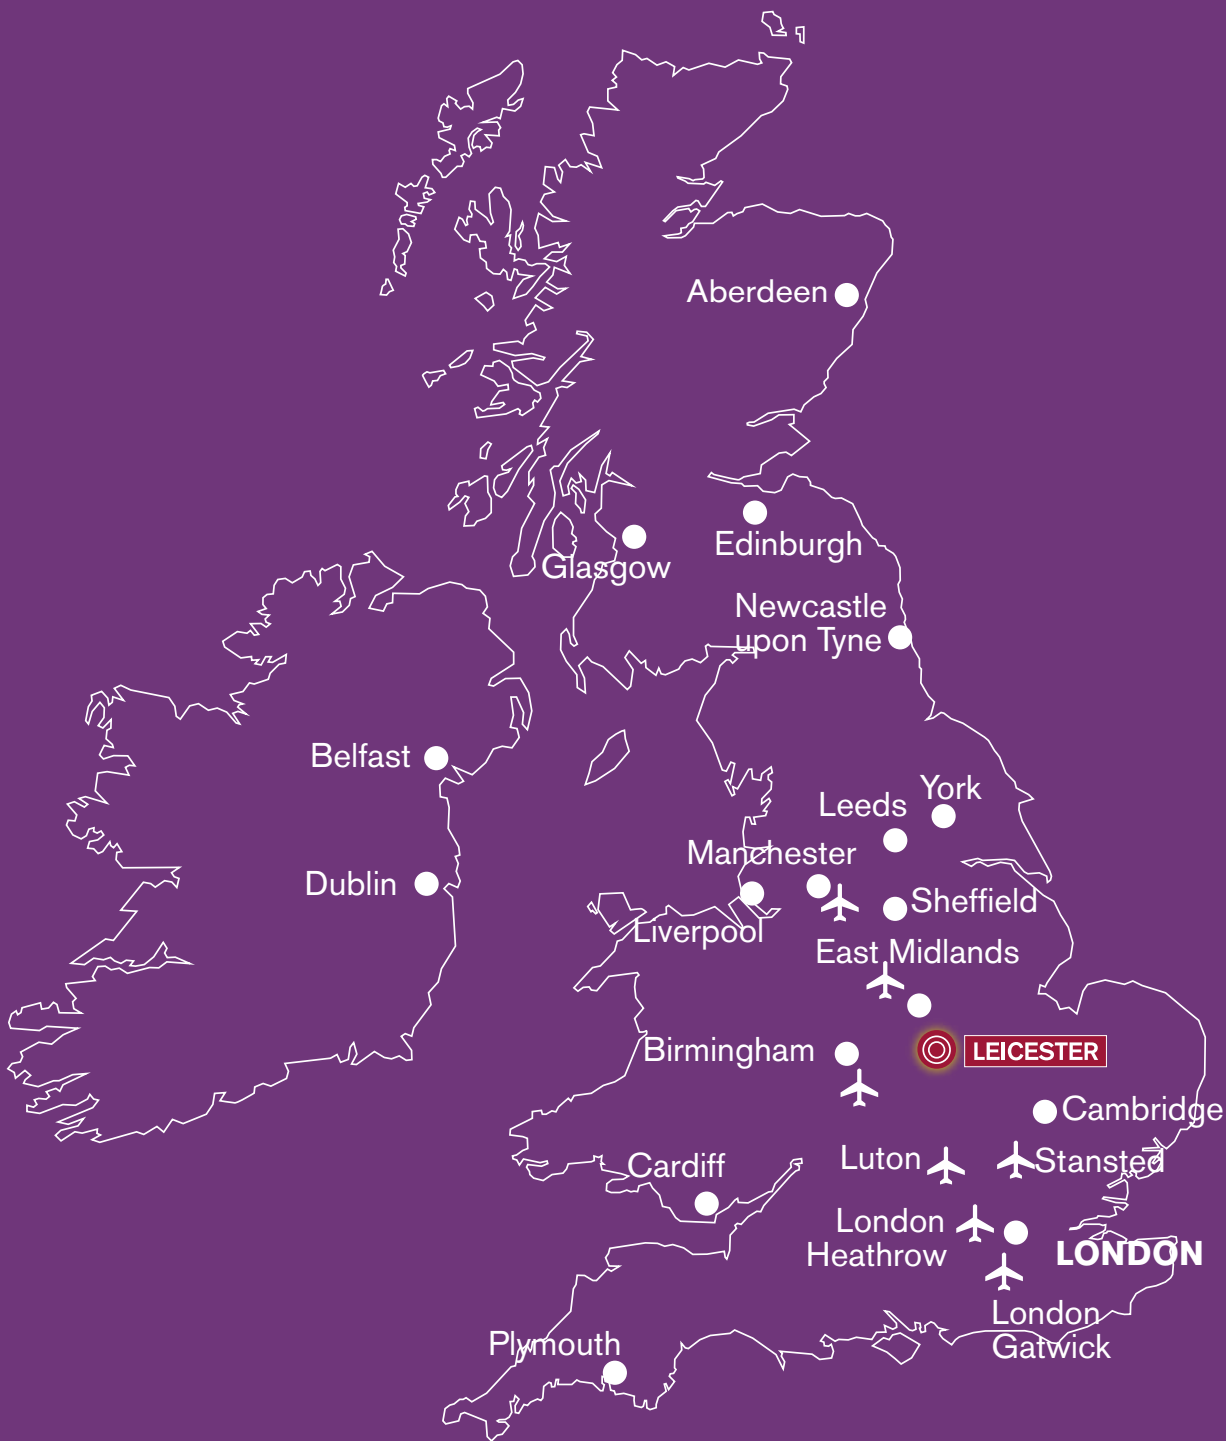 Aberdeen
Edinburgh
Glasgow
Newcastle
upon Tyne
Belfast
York
Leeds
Manchester
Dublin
Sheffield
Liverpool
East Midlands
Birmingham
LEICESTER
Cambridge
Luton
Stansted
Cardiff
London
Heathrow
LONDON
London
Gatwick
Plymouth